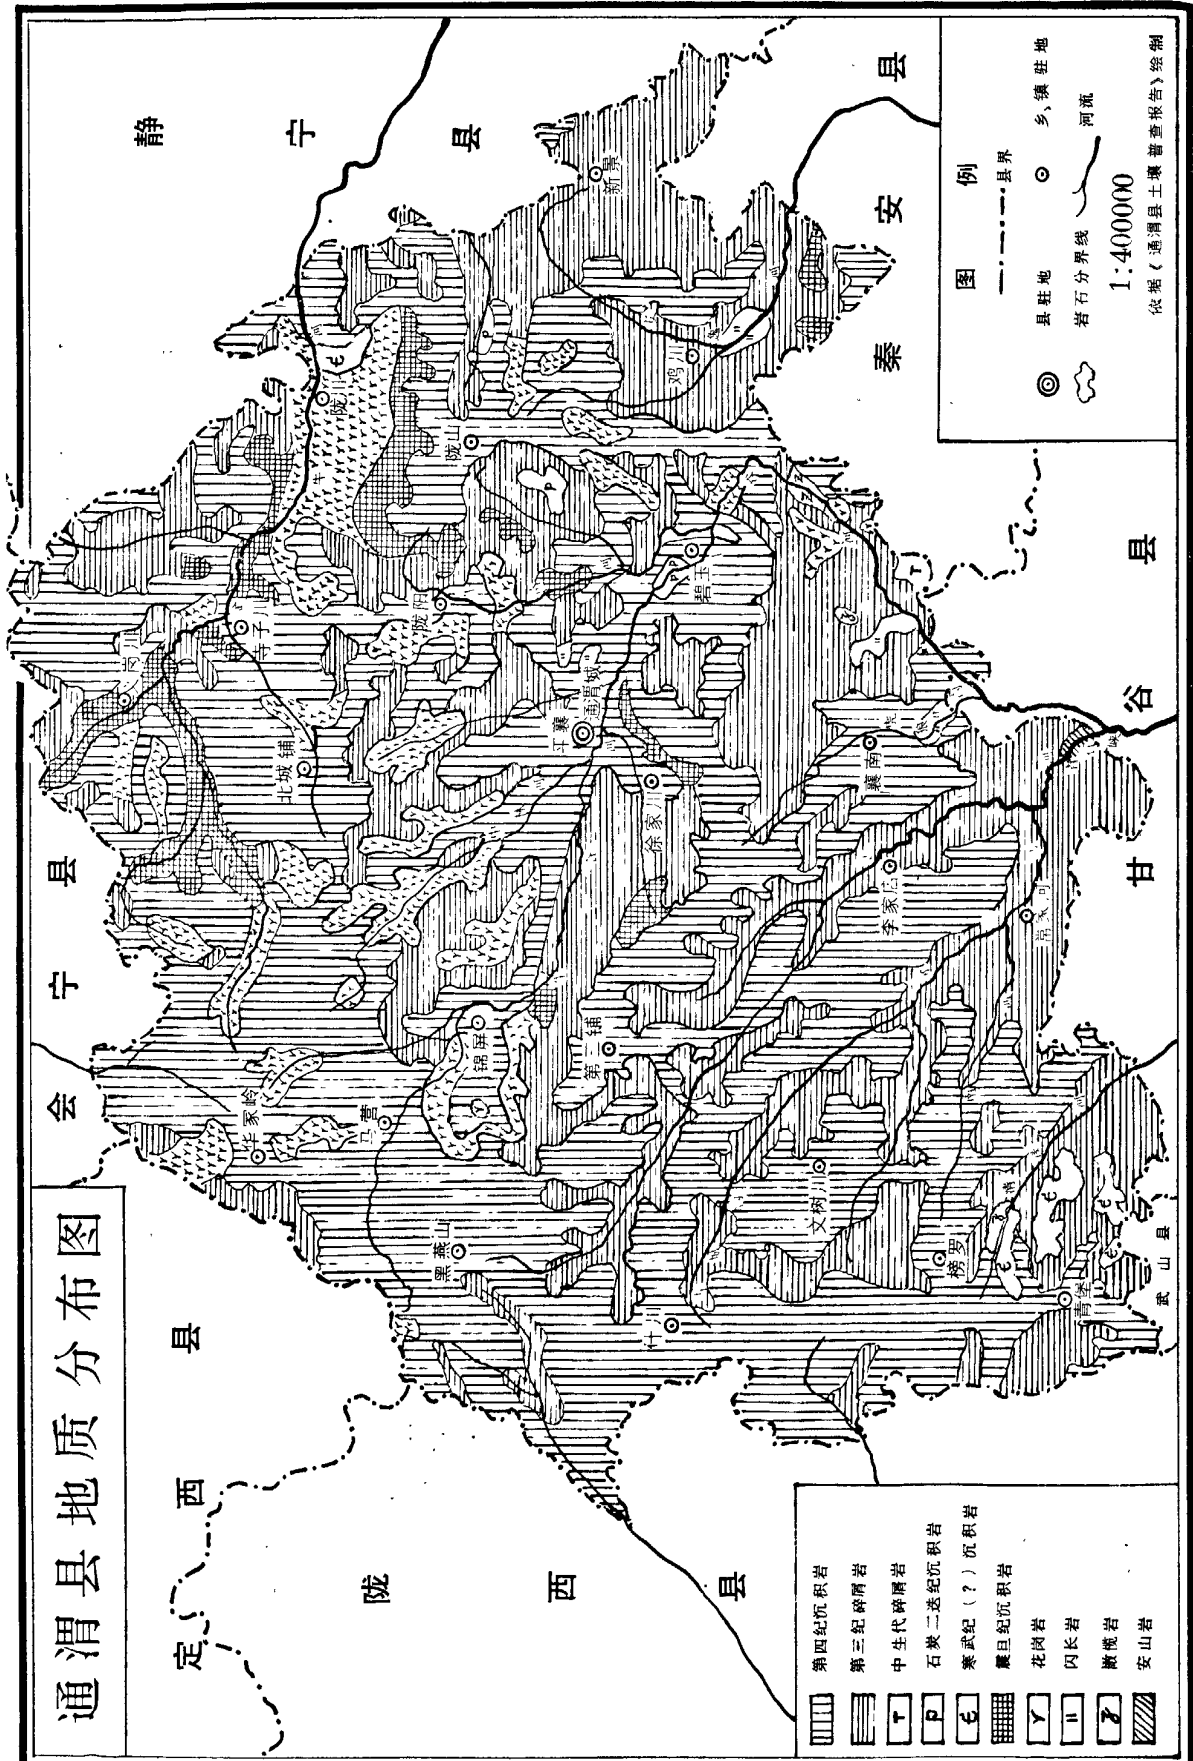 通渭县地质分布图
静宁县
会宁县
定西县
陇西县
武山县
甘谷县
秦安县
新景
陇川
陇山
鸡川
寺子川
陇阳
碧玉
北城铺
通渭城
徐家川
襄南
李家店
常家河
华家岭
马营
锦屏
第三铺
黑燕山
文树川
什川
榜罗
青堡
图例
县界
县驻地
乡、镇驻地
岩石分界线
河流
1:400000
依据《通渭县土壤普查报告》绘制
第四纪沉积岩
第三纪碎屑岩
T 中生代碎屑岩
P 石炭二迭纪沉积岩
Є 寒武纪(?)沉积岩
震旦纪沉积岩
γ 花岗岩
闪长岩
橄榄岩
安山岩